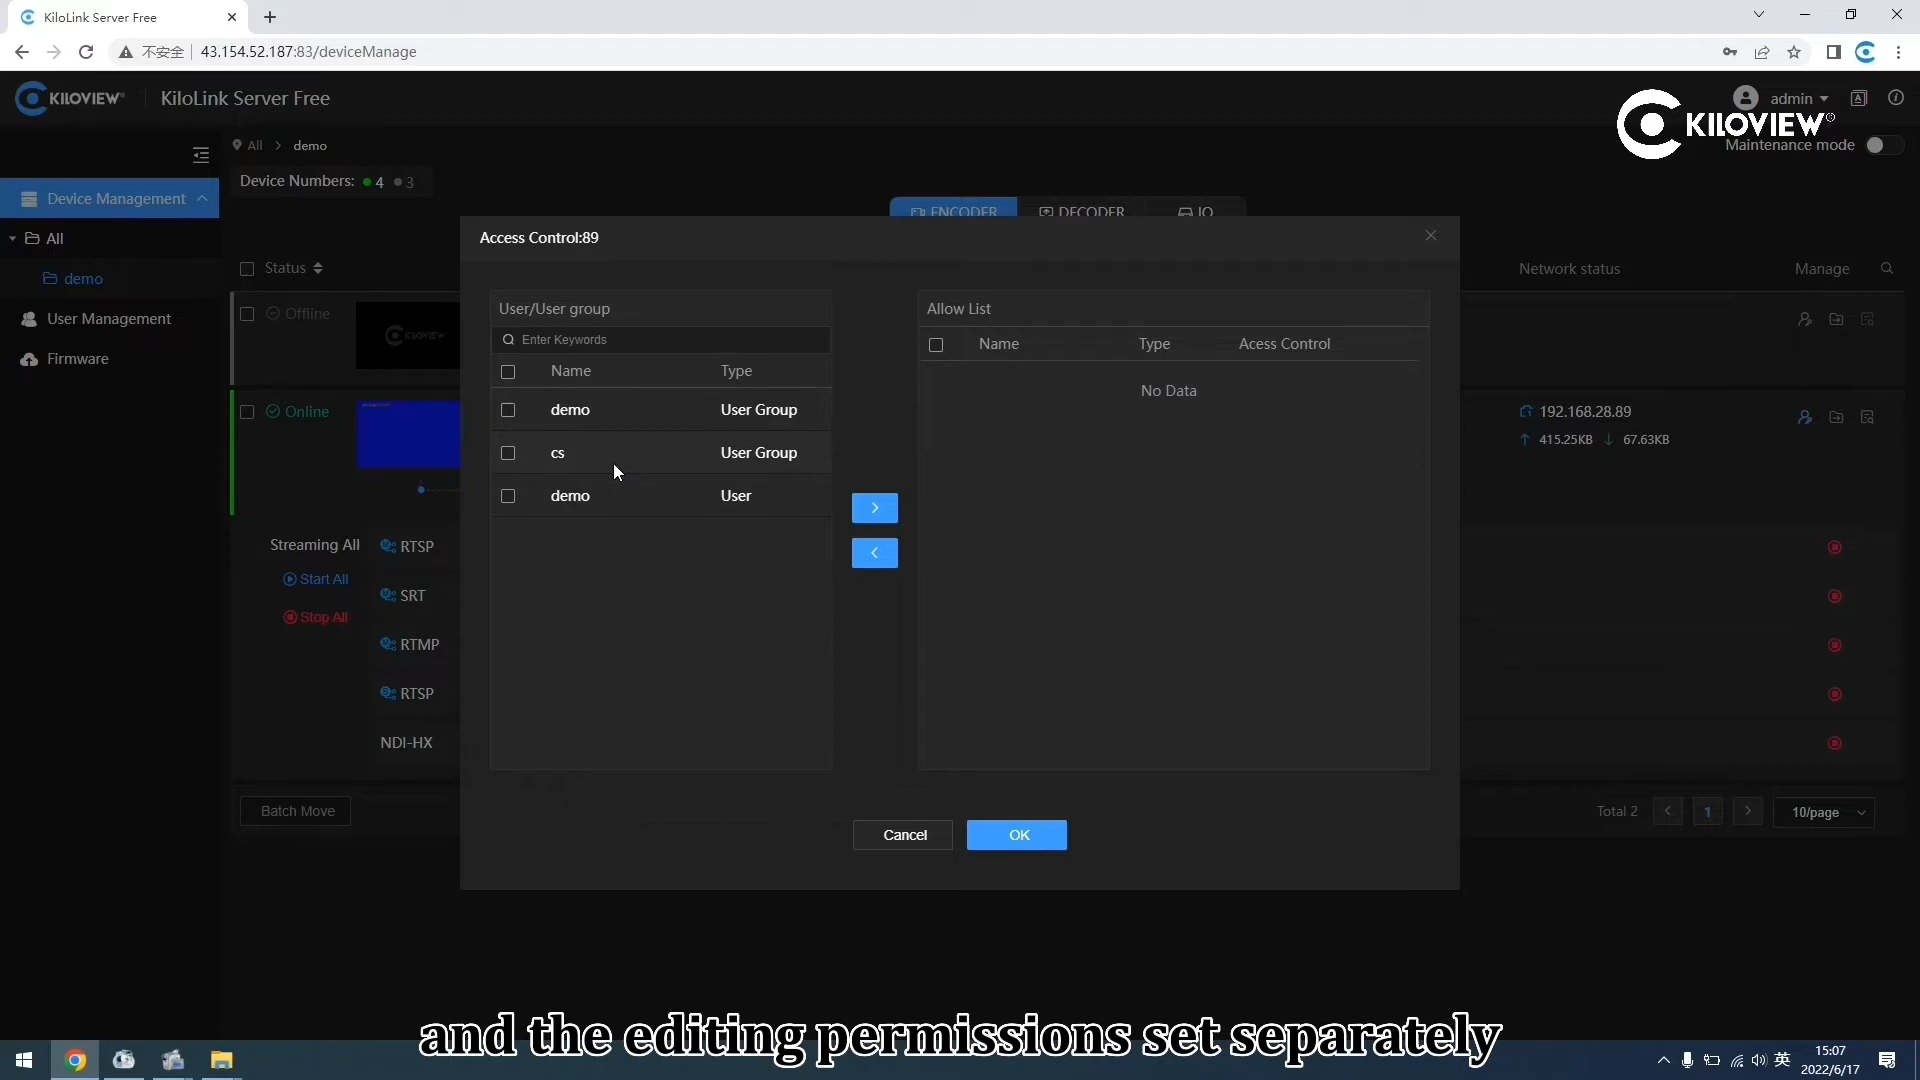 KiloLink Server Free
不安全 43.154.52.187:83/deviceManage
KILOVIEW® KiloLink Server Free
admin
KILOVIEW®
Maintenance mode
All > demo
Device Numbers: 4 3
Device Management
All
demo
User Management
Firmware
ENCODER DECODER IO
Status
Network status Manage
Offline
KILOVIEW
Online
192.168.28.89
415.25KB 67.63KB
Streaming All
Start All
Stop All
RTSP
SRT
RTMP
RTSP
NDI-HX
Batch Move
Total 2 < 1 > 10/page
Access Control:89
User/User group
Enter Keywords
Name Type
demo User Group
cs User Group
demo User
>
<
Allow List
Name Type Acess Control
No Data
Cancel OK
and the editing permissions set separately
英
15:07
2022/6/17